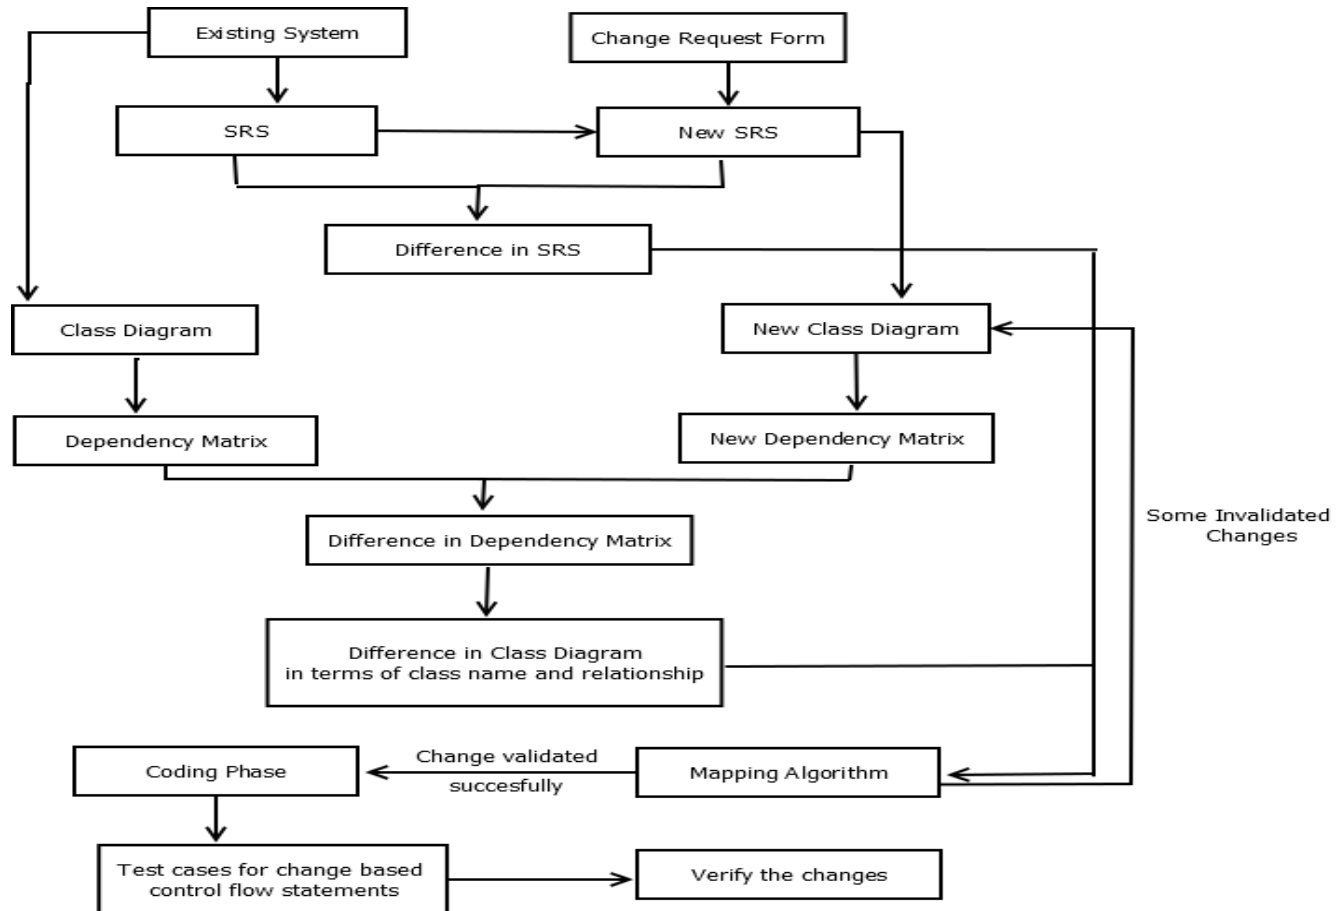 Existing System
Change Request Form
SRS
New SRS
Difference in SRS
Class Diagram
New Class Diagram
Dependency Matrix
New Dependency Matrix
Some Invalidated
Changes
Difference in Dependency Matrix
Difference in Class Diagram
in terms of class name and relationship
Coding Phase
Change validated
succesfully
Mapping Algorithm
Test cases for change based
control flow statements
Verify the changes